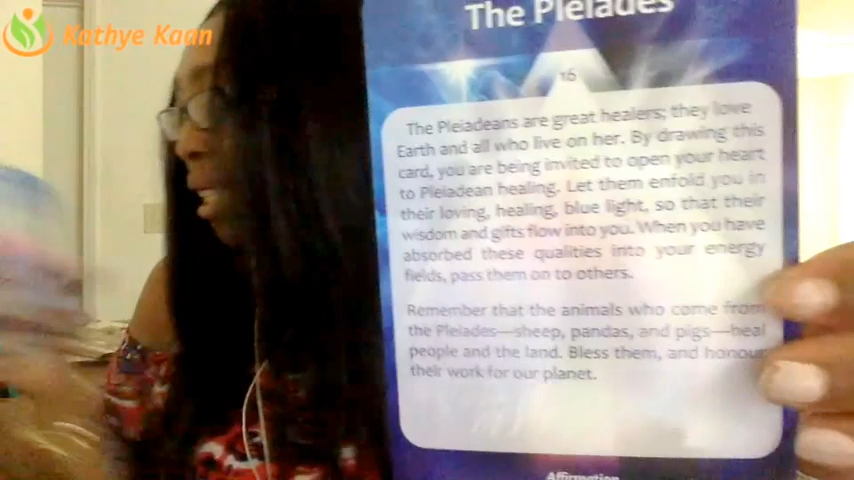 Kathye Kaan
The Pleiades
16
The Pleiadeans are great healers; they love
Earth and all who live on her. By drawing this
card, you are being invited to open your heart
to Pleiadean healing. Let them enfold you in
their loving, healing, blue light, so that their
wisdom and gifts flow into you. When you have
absorbed these qualities into your energy
fields, pass them on to others.
Remember that the animals who come from
the Pleiades—sheep, pandas, and pigs—heal
people and the land. Bless them, and honour
their work for our planet.
Affirmation